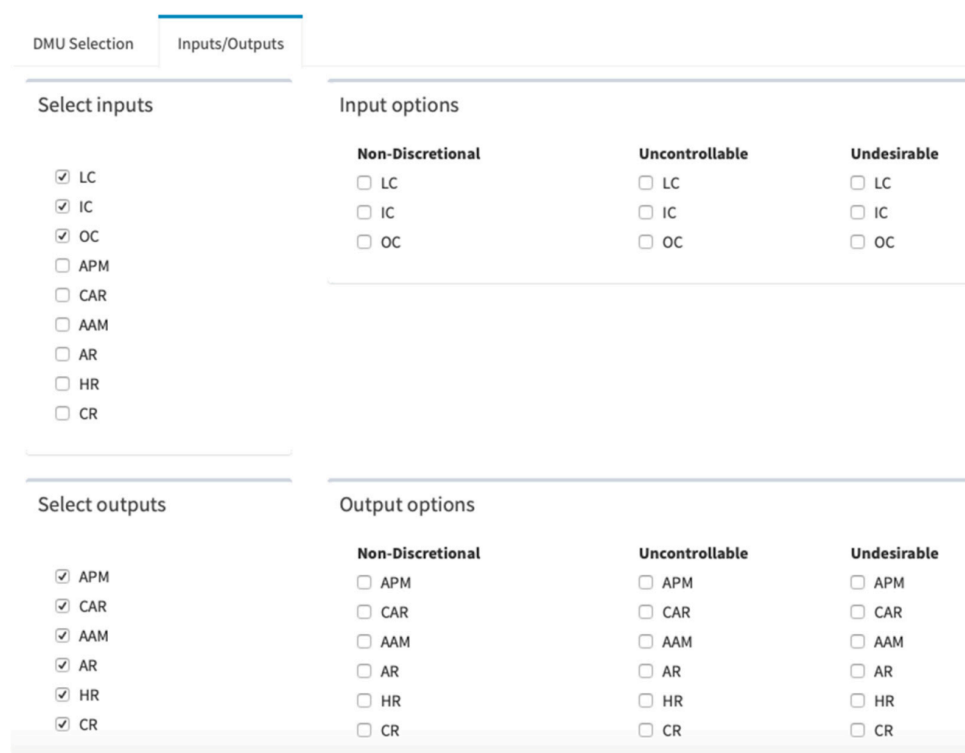 DMU Selection Inputs/Outputs
Select inputs
LC
IC
OC
APM
CAR
AAM
AR
HR
CR
Input options
Non-Discretional Uncontrollable Undesirable
LC LC LC
IC IC IC
OC OC OC
Select outputs
APM
CAR
AAM
AR
HR
CR
Output options
Non-Discretional Uncontrollable Undesirable
APM APM APM
CAR CAR CAR
AAM AAM AAM
AR AR AR
HR HR HR
CR CR CR